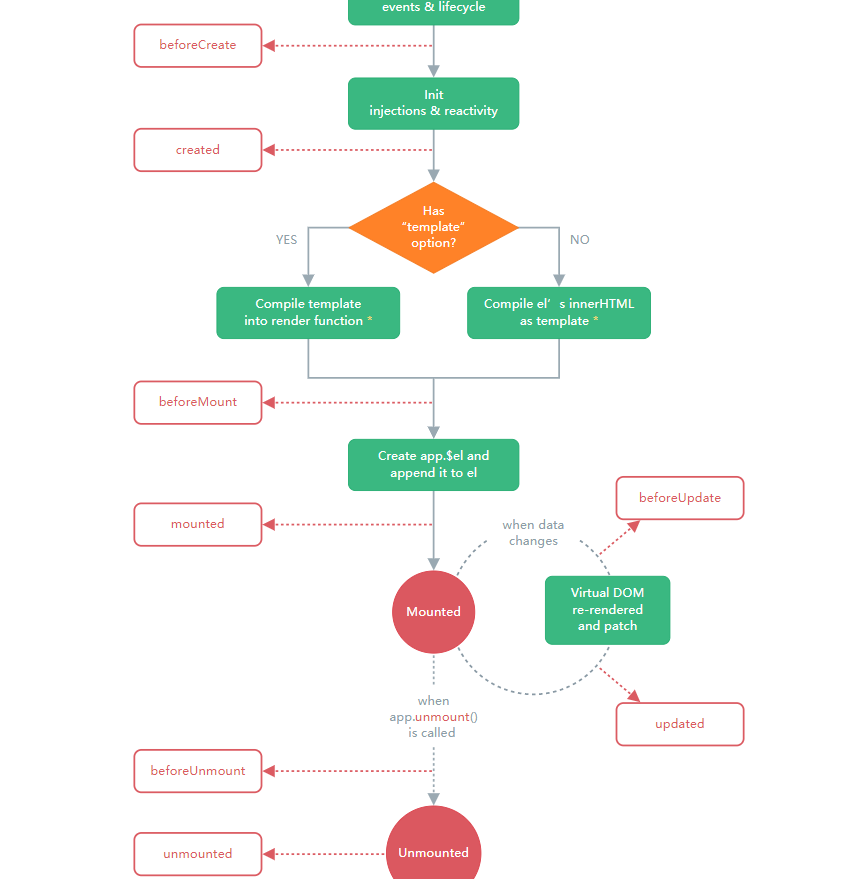 events & lifecycle
beforeCreate
Init
injections & reactivity
created
Has
“template”
option?
YES
NO
Compile template
into render function *
Compile el’s innerHTML
as template *
beforeMount
Create app.$el and
append it to el
beforeUpdate
mounted
when data
changes
Mounted
Virtual DOM
re-rendered
and patch
when
app.unmount()
is called
updated
beforeUnmount
unmounted
Unmounted